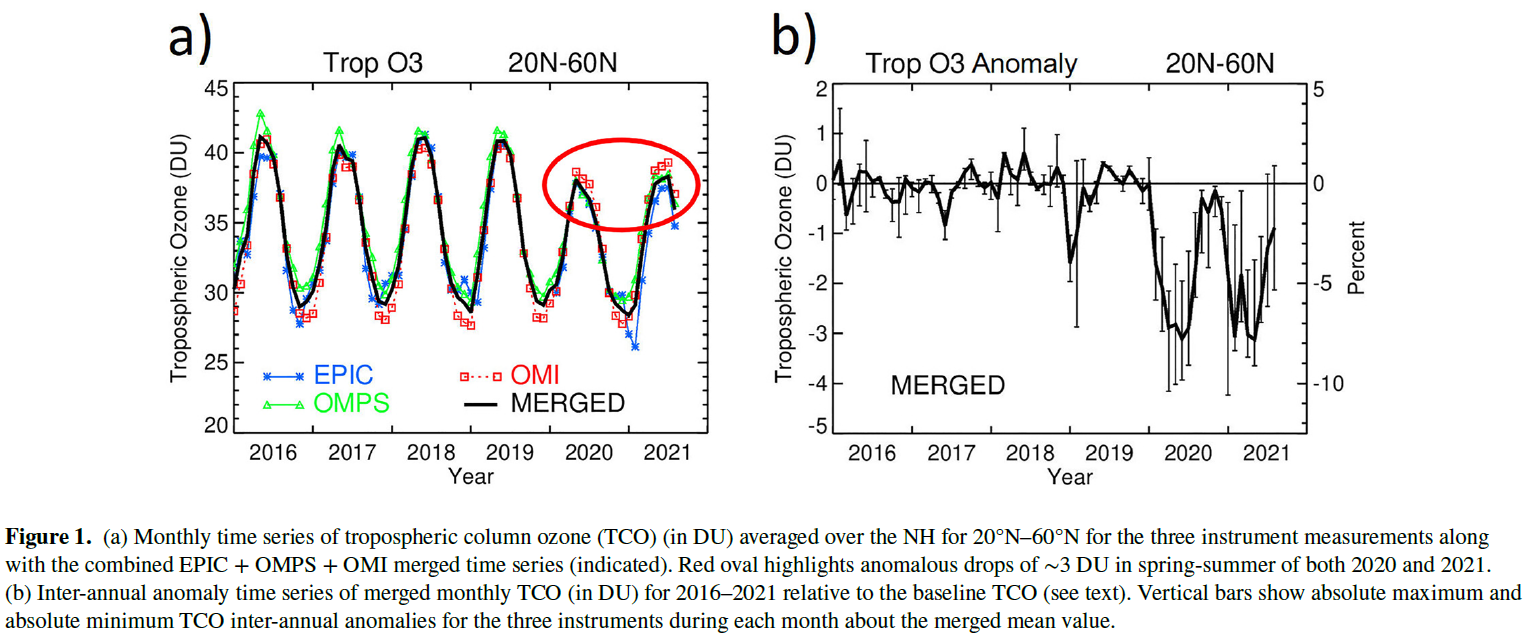 a)
Trop O3 20N-60N
45
40
35
30
25
20
Tropospheric Ozone (DU)
EPIC OMI
OMPS MERGED
2016 2017 2018 2019 2020 2021
Year
b)
Trop O3 Anomaly 20N-60N
2
1
0
-1
-2
-3
-4
-5
Tropospheric Ozone (DU)
5
0
-5
-10
Percent
MERGED
2016 2017 2018 2019 2020 2021
Year
Figure 1. (a) Monthly time series of tropospheric column ozone (TCO) (in DU) averaged over the NH for 20°N–60°N for the three instrument measurements along
with the combined EPIC + OMPS + OMI merged time series (indicated). Red oval highlights anomalous drops of ~3 DU in spring-summer of both 2020 and 2021.
(b) Inter-annual anomaly time series of merged monthly TCO (in DU) for 2016–2021 relative to the baseline TCO (see text). Vertical bars show absolute maximum and
absolute minimum TCO inter-annual anomalies for the three instruments during each month about the merged mean value.